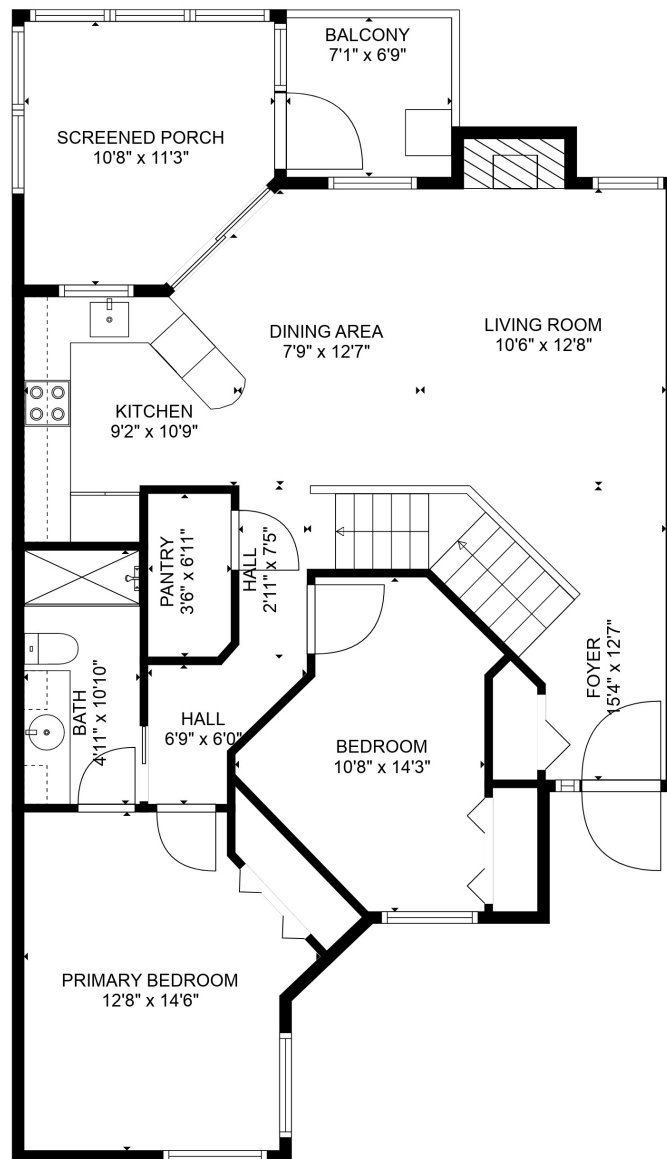 BALCONY
7'1" x 6'9"
SCREENED PORCH
10'8" x 11'3"
DINING AREA
7'9" x 12'7"
LIVING ROOM
10'6" x 12'8"
KITCHEN
9'2" x 10'9"
PANTRY
3'6" x 6'11"
HALL
2'11" x 7'5"
BATH
4'11" x 10'10"
HALL
6'9" x 6'0"
BEDROOM
10'8" x 14'3"
FOYER
15'4" x 12'7"
PRIMARY BEDROOM
12'8" x 14'6"